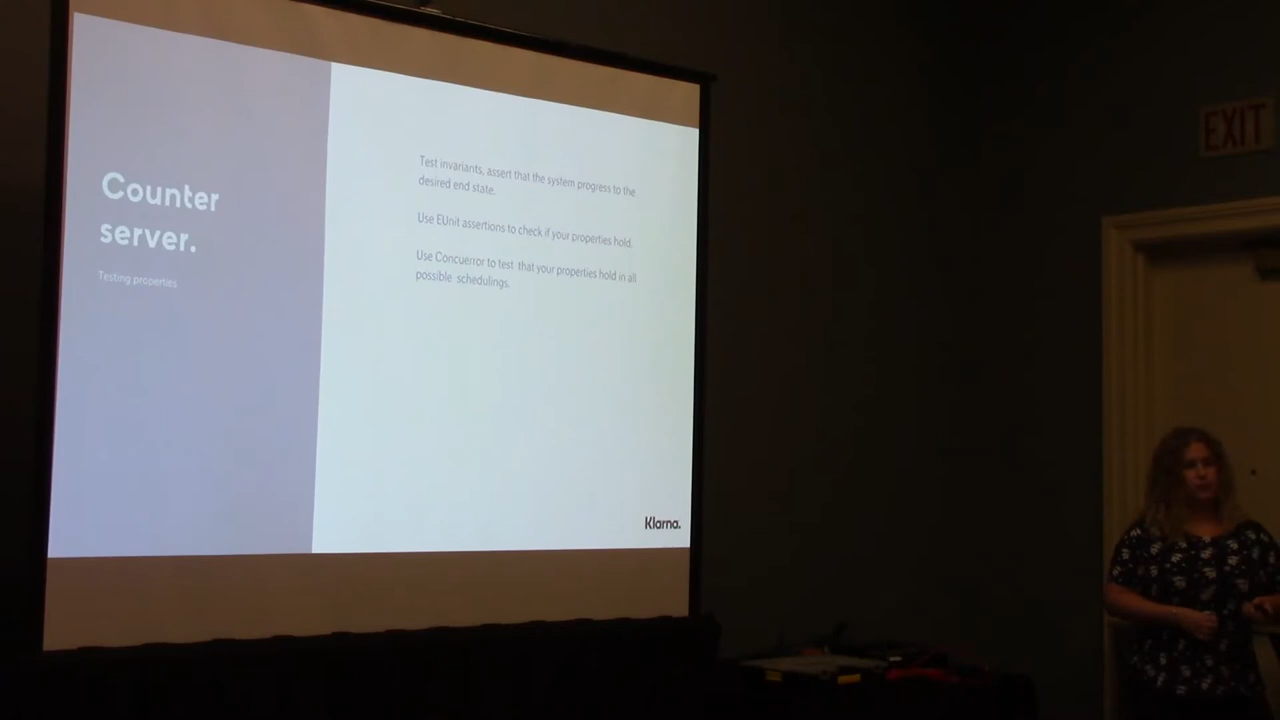 Counter
server.
Testing properties
Test invariants, assert that the system progress to the
desired end state.
Use EUnit assertions to check if your properties hold.
Use Concuerror to test that your properties hold in all
possible schedulings.
Klarna.
EXIT